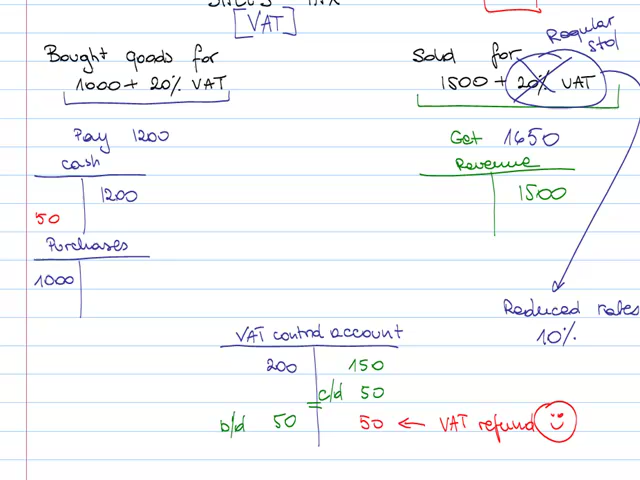 [VAT]
Bought goods for
1000 + 20% VAT
Pay 1200
cash
1200
50
Purchases
1000
Sold for
1500 + 20% VAT
Regular
Get 1650
Revenue
1500
Reduced rates
10%
VAT control account
200 150
c/d 50
b/d 50 50 ← VAT refund